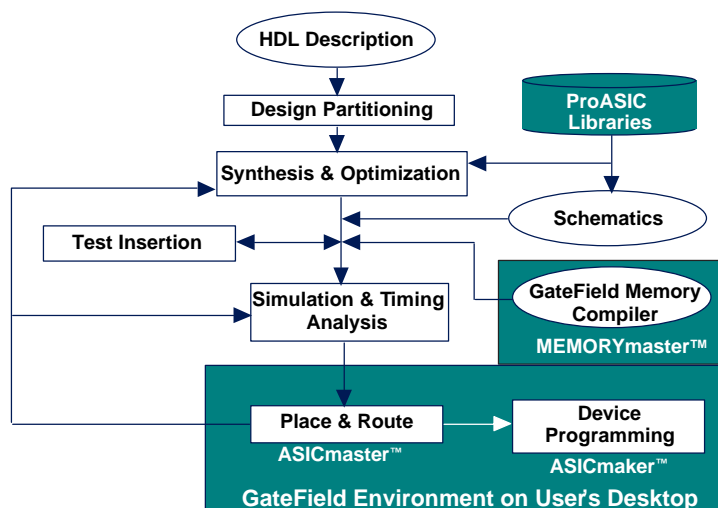 HDL Description
Design Partitioning
ProASIC
Libraries
Synthesis & Optimization
Schematics
Test Insertion
Simulation & Timing
Analysis
GateField Memory
Compiler
MEMORYmaster™
Place & Route
ASICmaster™
Device
Programming
ASICmaker™
GateField Environment on User's Desktop